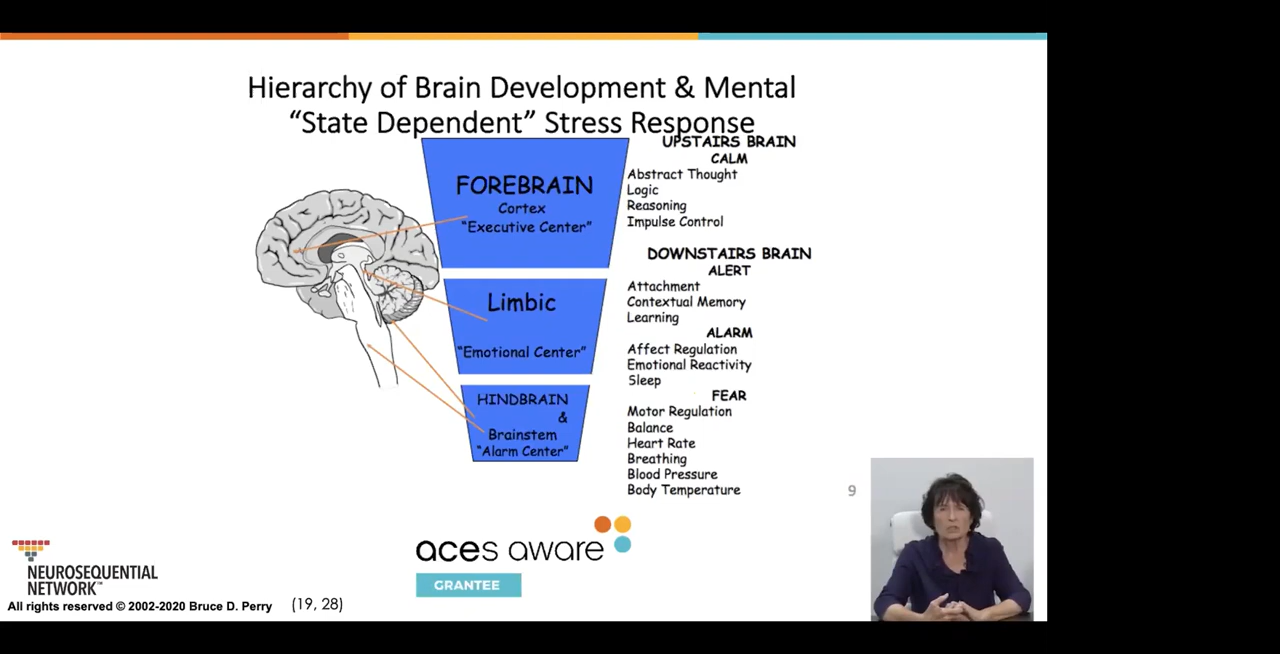 Hierarchy of Brain Development & Mental
“State Dependent” Stress Response
FOREBRAIN
Cortex
“Executive Center”
Limbic
“Emotional Center”
HINDBRAIN
&
Brainstem
“Alarm Center”
UPSTAIRS BRAIN
CALM
Abstract Thought
Logic
Reasoning
Impulse Control
DOWNSTAIRS BRAIN
ALERT
Attachment
Contextual Memory
Learning
ALARM
Affect Regulation
Emotional Reactivity
Sleep
FEAR
Motor Regulation
Balance
Heart Rate
Breathing
Blood Pressure
Body Temperature
9
aces aware
GRANTEE
NEUROSEQUENTIAL
NETWORK™
All rights reserved © 2002-2020 Bruce D. Perry (19, 28)